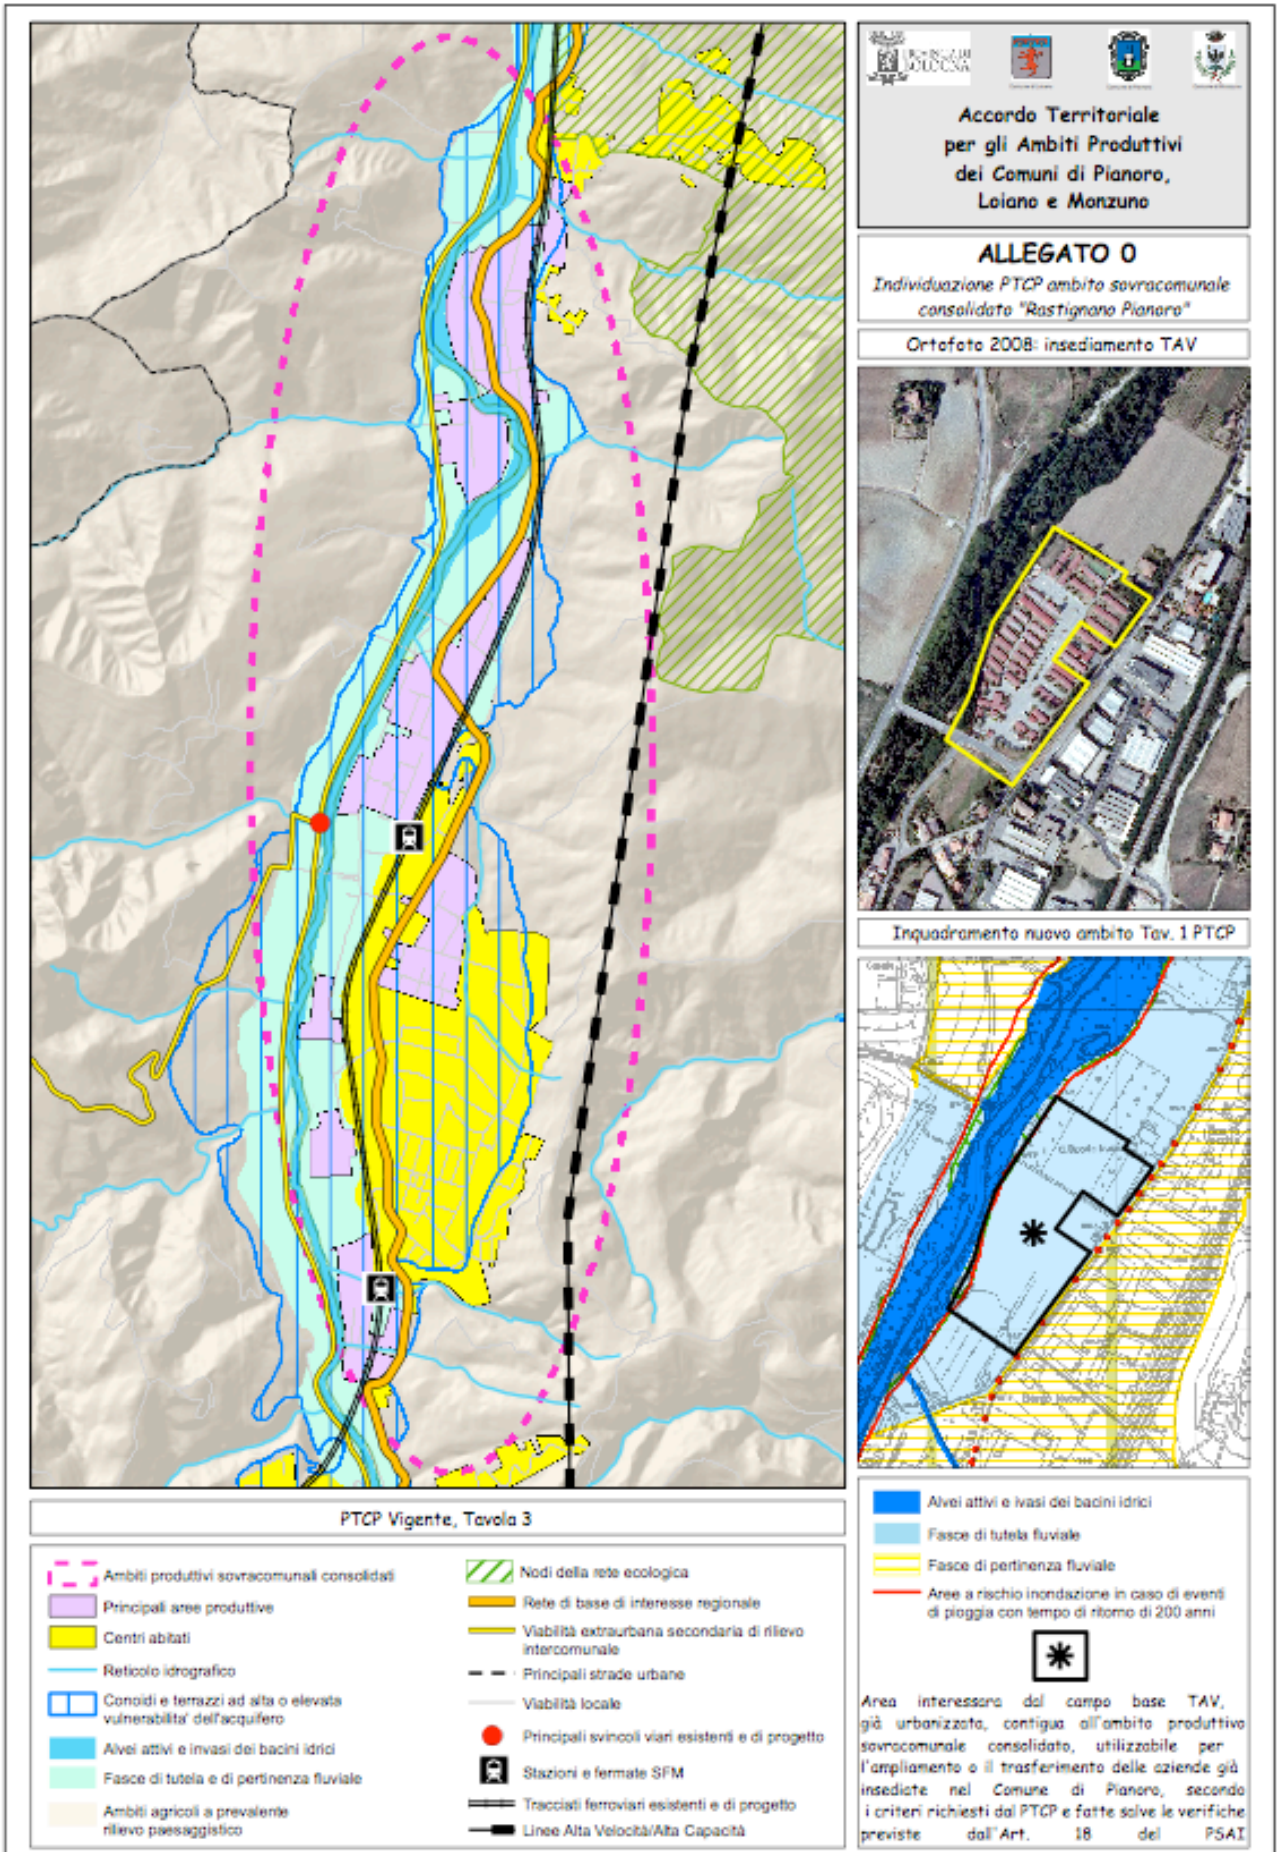 PROVINCIA DI
BOLOGNA
Accordo Territoriale
per gli Ambiti Produttivi
dei Comuni di Pianoro,
Loiano e Monzuno
ALLEGATO 0
Individuazione PTCP ambito sovracomunale
consolidato "Rastignano Pianoro"
Ortofoto 2008: insediamento TAV
Inquadramento nuovo ambito Tav. 1 PTCP
PTCP Vigente, Tavola 3
Ambiti produttivi sovracomunali consolidati
Principali aree produttive
Centri abitati
Reticolo idrografico
Conoidi e terrazzi ad alta o elevata
vulnerabilita' dell'acquifero
Alvei attivi e invasi dei bacini idrici
Fasce di tutela e di pertinenza fluviale
Ambiti agricoli a prevalente
rilievo paesaggistico
Nodi della rete ecologica
Rete di base di interesse regionale
Viabilità extraurbana secondaria di rilievo
intercomunale
Principali strade urbane
Viabilità locale
Principali svincoli viari esistenti e di progetto
Stazioni e fermate SFM
Tracciati ferroviari esistenti e di progetto
Linee Alta Velocità/Alta Capacità
Alvei attivi e ivasi dei bacini idrici
Fasce di tutela fluviale
Fasce di pertinenza fluviale
Aree a rischio inondazione in caso di eventi
di pioggia con tempo di ritorno di 200 anni
Area interessara dal campo base TAV,
già urbanizzata, contigua all'ambito produttivo
sovracomunale consolidato, utilizzabile per
l'ampliamento o il trasferimento delle aziende già
insediate nel Comune di Pianoro, secondo
i criteri richiesti dal PTCP e fatte salve le verifiche
previste dall'Art. 18 del PSAI